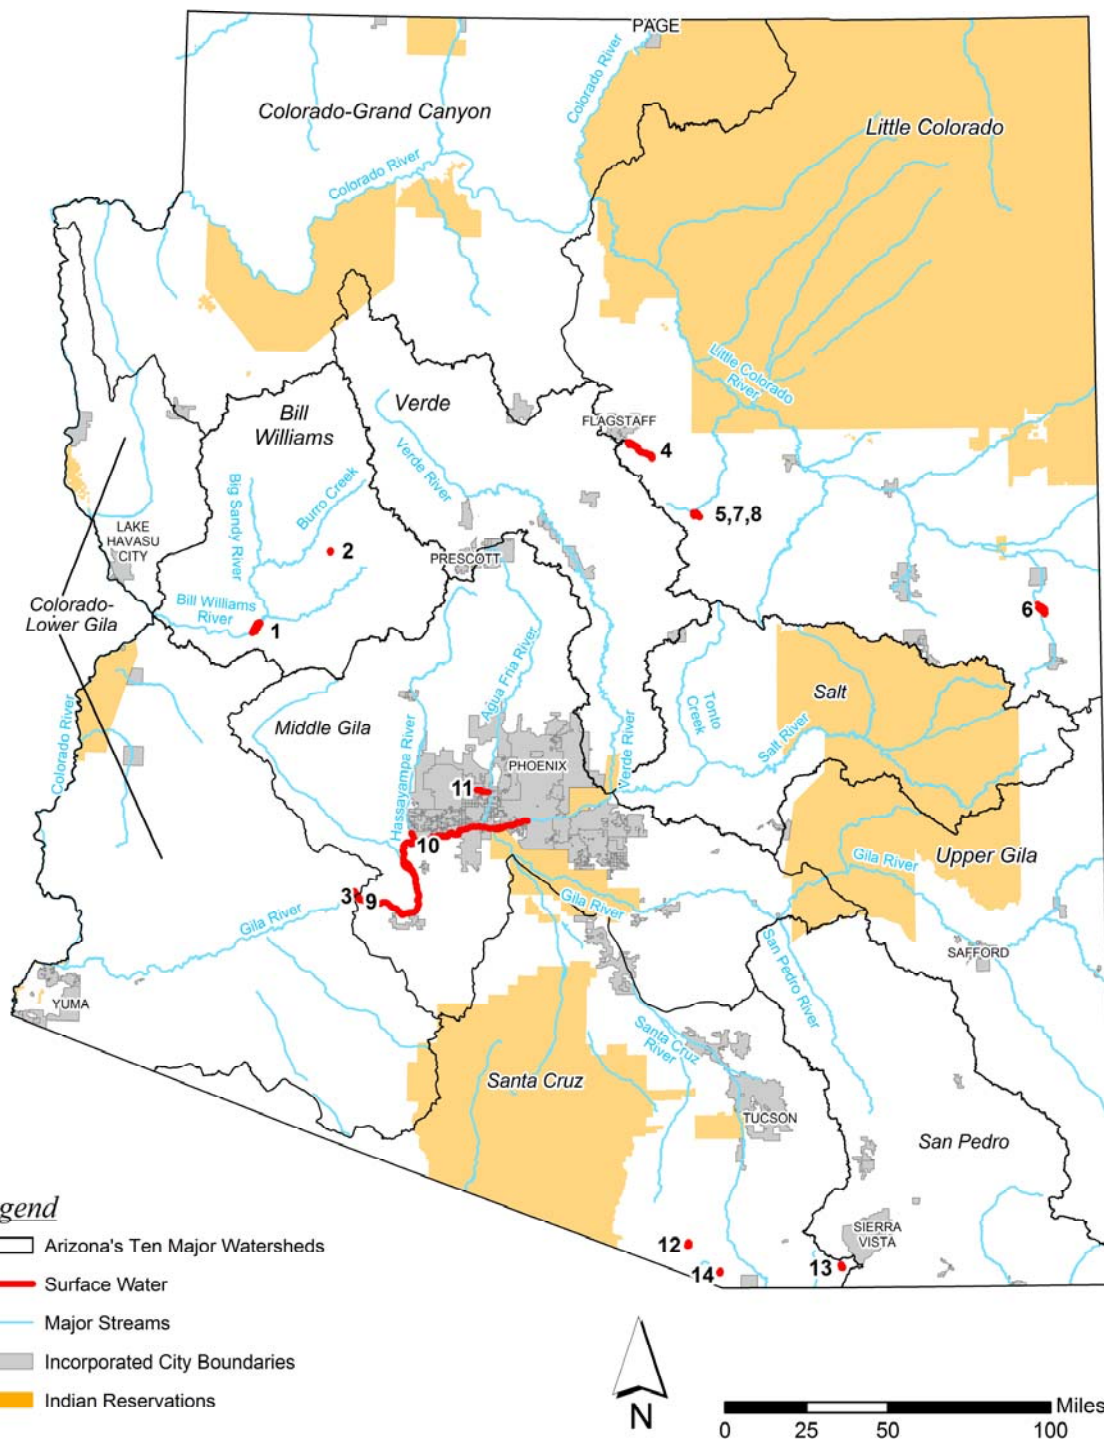 PAGE
Colorado River
Colorado-Grand Canyon
Little Colorado
Colorado River
Little Colorado
River
Bill
Williams
Verde
FLAGSTAFF
4
Verde River
Big Sandy River
Burro Creek
5,7,8
LAKE
HAVASU
CITY
2
PRESCOTT
Colorado-
Lower Gila
Bill Williams
River
1
6
Agua Fria River
Salt
Tonto
Creek
Middle Gila
Colorado River
Hassayampa River
Verde River
Salt River
PHOENIX
11
10
Gila River
Upper Gila
3
9
Gila River
Gila River
San Pedro River
SAFFORD
YUMA
Santa Cruz
River
Santa Cruz
TUCSON
San Pedro
gend
SIERRA
VISTA
Arizona's Ten Major Watersheds
12
13
14
Surface Water
Major Streams
Incorporated City Boundaries
Indian Reservations
N
Miles
0 25 50 100